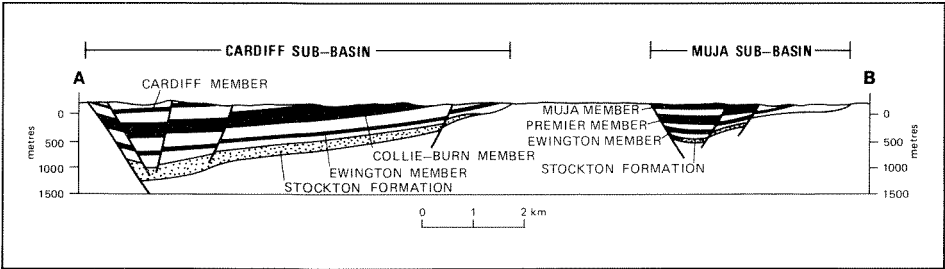 CARDIFF SUB–BASIN
MUJA SUB–BASIN
A
B
CARDIFF MEMBER
0
500
1000
1500
metres
COLLIE–BURN MEMBER
EWINGTON MEMBER
STOCKTON FORMATION
MUJA MEMBER
PREMIER MEMBER
EWINGTON MEMBER
STOCKTON FORMATION
0
500
1000
1500
metres
0 1 2 km